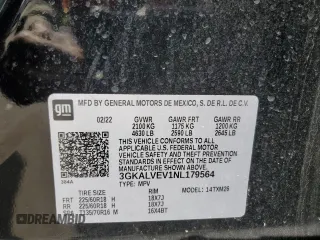 gm
MFD BY GENERAL MOTORS DE MEXICO, S. DE R.L. DE C.V.
02/22 GVWR GAWR FRT GAWR RR
2100 KG 1175 KG 1200 KG
4630 LB 2590 LB 2645 LB
THIS VEHICLE CONFORMS TO ALL
APPLICABLE U.S. FEDERAL MOTOR
VEHICLE SAFETY AND THEFT
PREVENTION STANDARDS IN EFFECT
ON THE DATE OF MANUFACTURE
SHOWN ABOVE.
3GKALVEV1NL179564
TYPE: MPV MODEL: 147XM26
TIRE SIZE RIM
FRT 225/60R18 H 18X7J
RR 225/60R18 H 18X7J
SPA T135/70R16 M 16X4BT
DRIVEBIDD